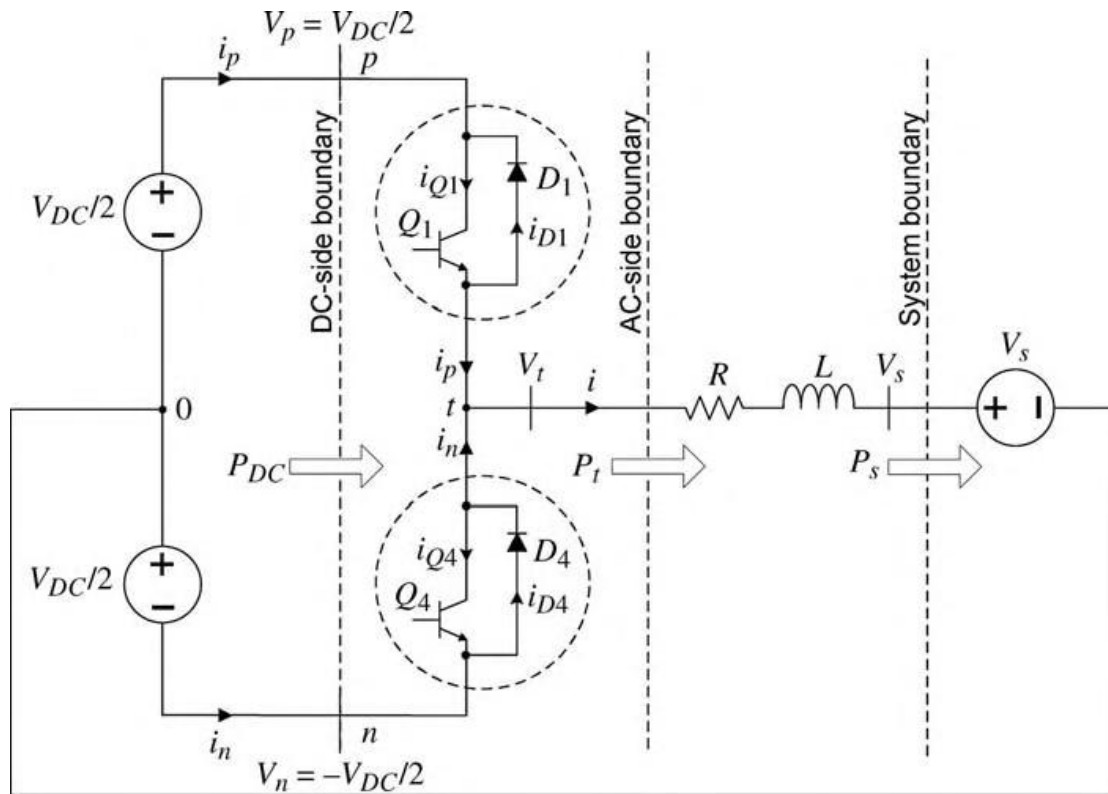 V_p = V_DC/2
i_p
p
DC-side boundary
AC-side boundary
System boundary
i_Q1
D_1
Q_1
i_D1
V_DC/2
+
−
i_p
V_t
i
R
L
V_s
V_s
0
t
+
−
i_n
P_DC
P_t
P_s
i_Q4
D_4
Q_4
i_D4
V_DC/2
+
−
i_n
n
V_n = −V_DC/2